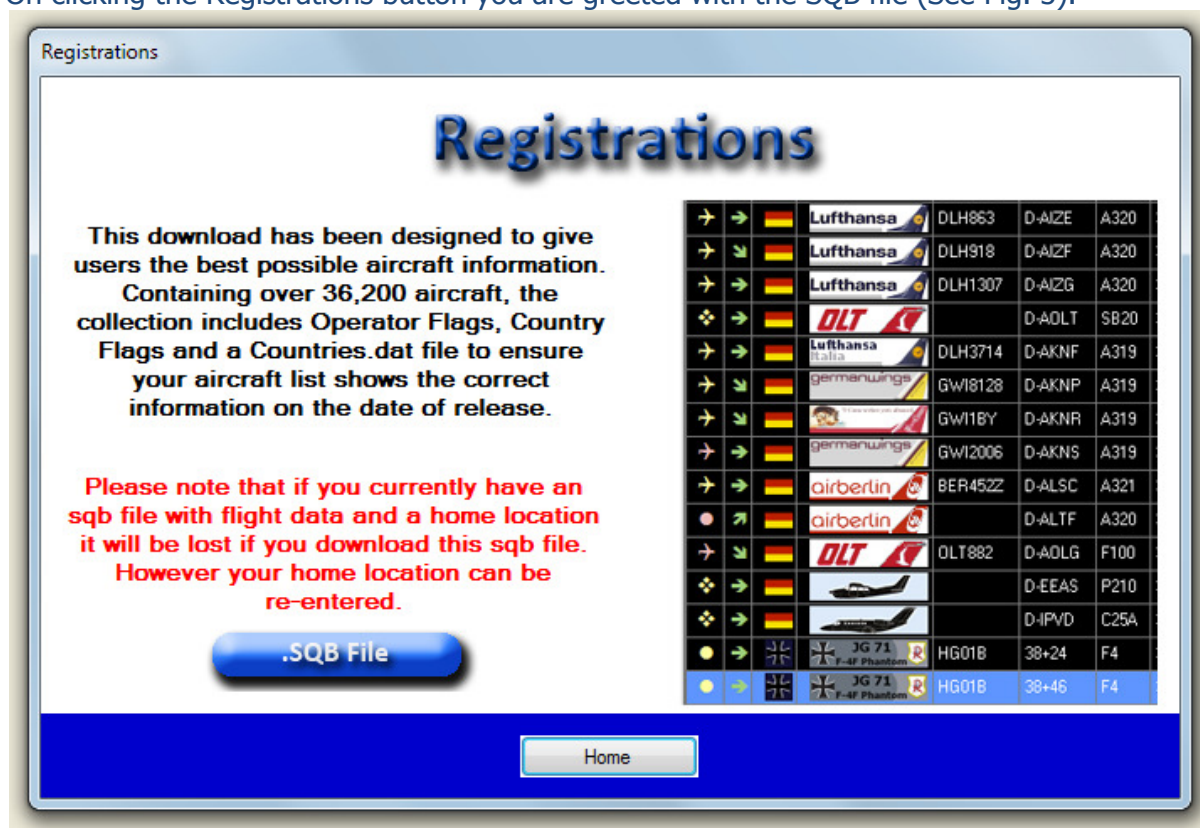 On clicking the Registrations button you are greeted with the SQB file (See Fig. 5).
Registrations
Registrations
This download has been designed to give
users the best possible aircraft information.
Containing over 36,200 aircraft, the
collection includes Operator Flags, Country
Flags and a Countries.dat file to ensure
your aircraft list shows the correct
information on the date of release.
Please note that if you currently have an
sqb file with flight data and a home location
it will be lost if you download this sqb file.
However your home location can be
re-entered.
.SQB File
Lufthansa DLH863 D-AIZE A320
Lufthansa DLH918 D-AIZF A320
Lufthansa DLH1307 D-AIZG A320
OLT D-AOLT SB20
Lufthansa Italia DLH3714 D-AKNF A319
germanwings GWI8128 D-AKNP A319
GWI1BY D-AKNR A319
germanwings GWI2006 D-AKNS A319
airberlin BER452Z D-ALSC A321
airberlin D-ALTF A320
OLT OLT882 D-AOLG F100
D-EEAS P210
D-IPVD C25A
JG 71 F-4F Phantom R HG01B 38+24 F4
JG 71 F-4F Phantom R HG01B 38+46 F4
Home